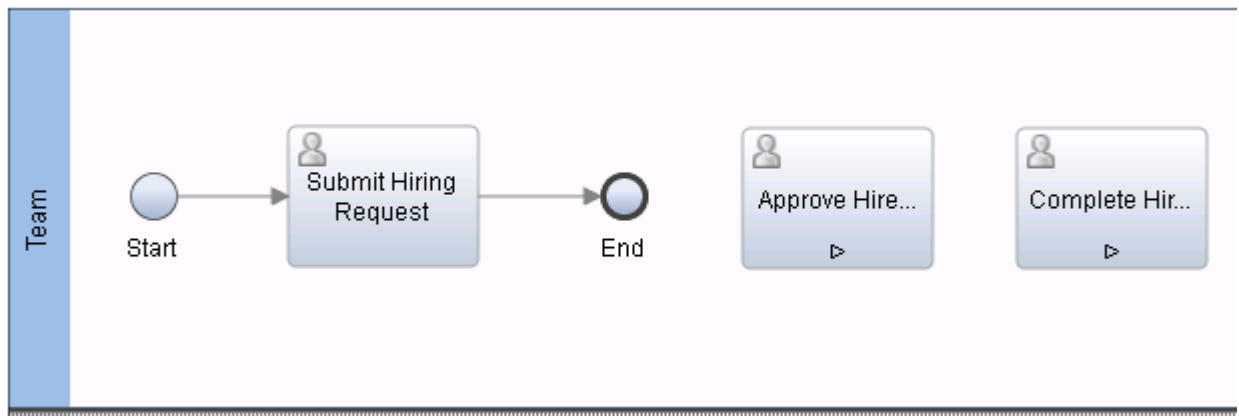 Team
Start
Submit Hiring
Request
End
Approve Hire...
Complete Hir...